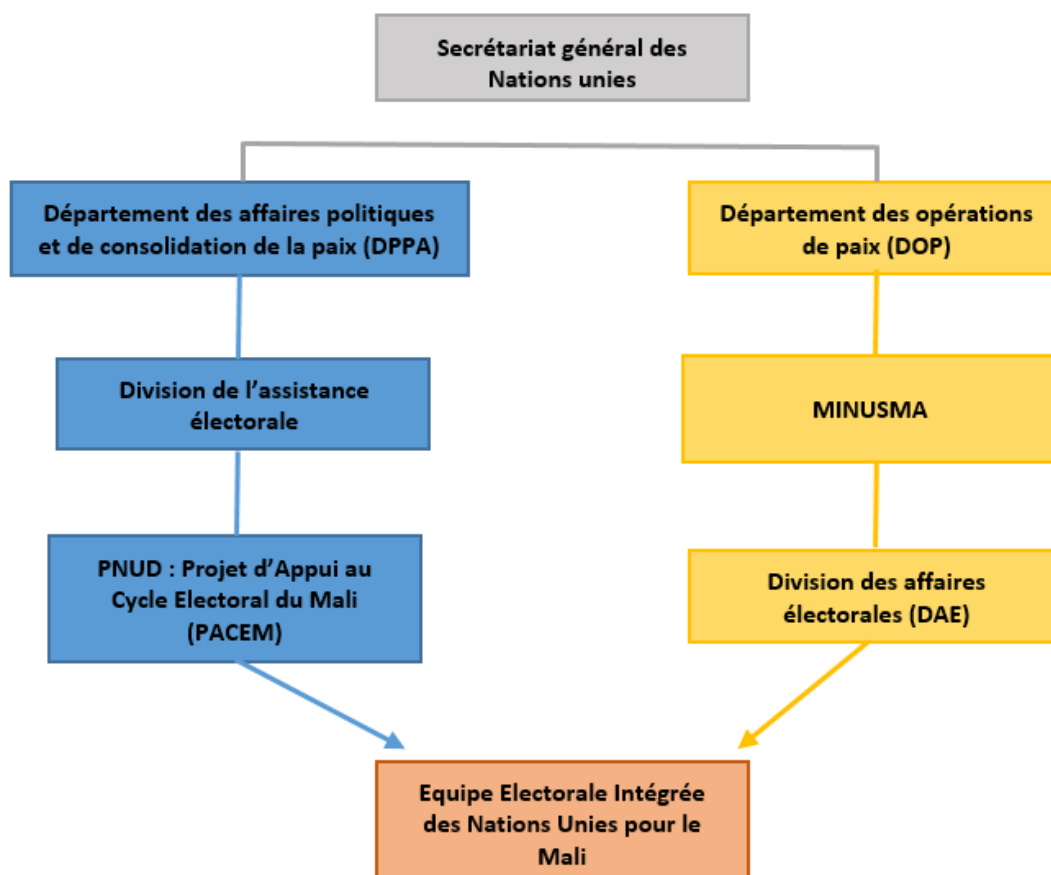 Secrétariat général des
Nations unies
Département des affaires politiques
et de consolidation de la paix (DPPA)
Département des opérations
de paix (DOP)
Division de l’assistance
électorale
MINUSMA
PNUD : Projet d’Appui au
Cycle Electoral du Mali
(PACEM)
Division des affaires
électorales (DAE)
Equipe Electorale Intégrée
des Nations Unies pour le
Mali